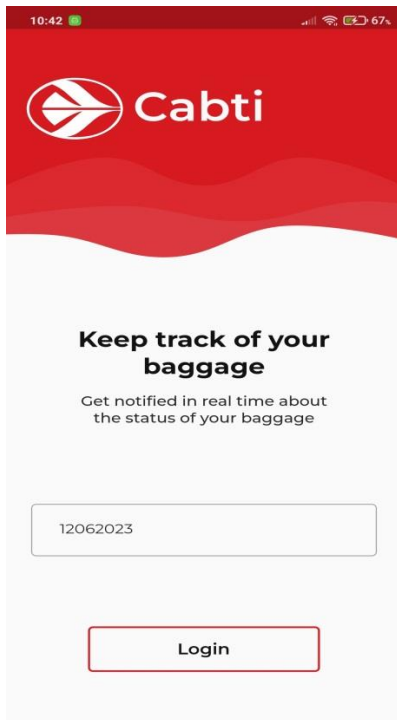 10:42 67%
Cabti
Keep track of your
baggage
Get notified in real time about
the status of your baggage
12062023
Login